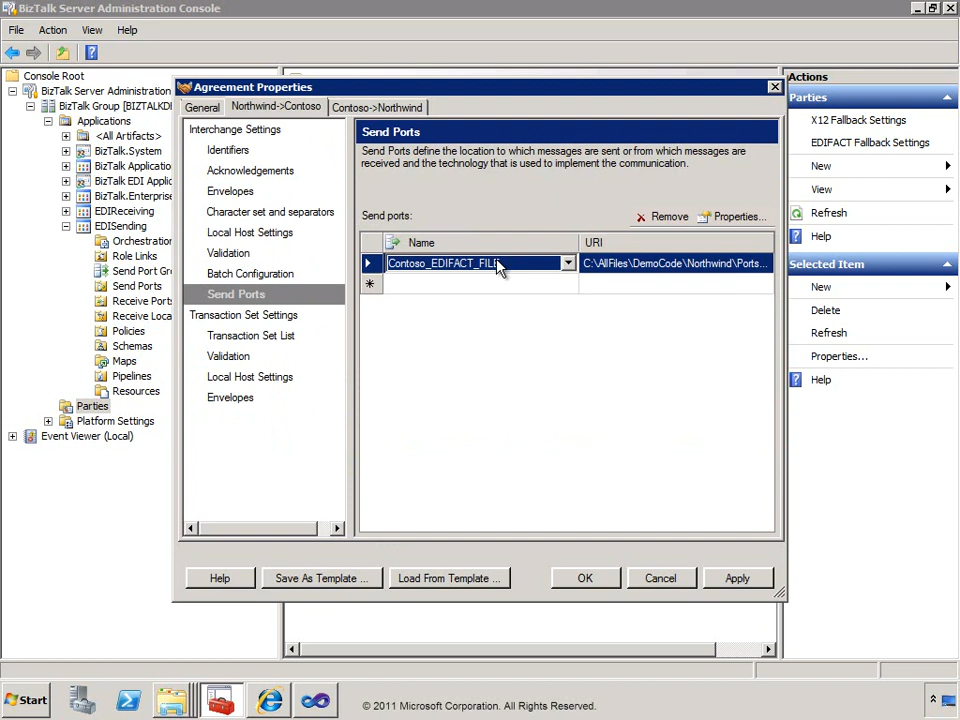 BizTalk Server Administration Console
File Action View Help
Console Root
BizTalk Server Administration
BizTalk Group [BIZTALKDI
Applications
<All Artifacts>
BizTalk.System
BizTalk Applicatio
BizTalk EDI Applic
BizTalk.Enterprise
EDIReceiving
EDISending
Orchestration
Role Links
Send Port Gro
Send Ports
Receive Ports
Receive Loca
Policies
Schemas
Maps
Pipelines
Resources
Parties
Platform Settings
Event Viewer (Local)
Agreement Properties
General Northwind->Contoso Contoso->Northwind
Interchange Settings
Identifiers
Acknowledgements
Envelopes
Character set and separators
Local Host Settings
Validation
Batch Configuration
Send Ports
Transaction Set Settings
Transaction Set List
Validation
Local Host Settings
Envelopes
Send Ports
Send Ports define the location to which messages are sent or from which messages are
received and the technology that is used to implement the communication.
Send ports: Remove Properties...
Name URI
Contoso_EDIFACT_FILE C:\AllFiles\DemoCode\Northwind\Ports...
Help Save As Template ... Load From Template ... OK Cancel Apply
Actions
Parties
X12 Fallback Settings
EDIFACT Fallback Settings
New
View
Refresh
Help
Selected Item
New
Delete
Refresh
Properties...
Help
Start
© 2011 Microsoft Corporation. All Rights Reserved.